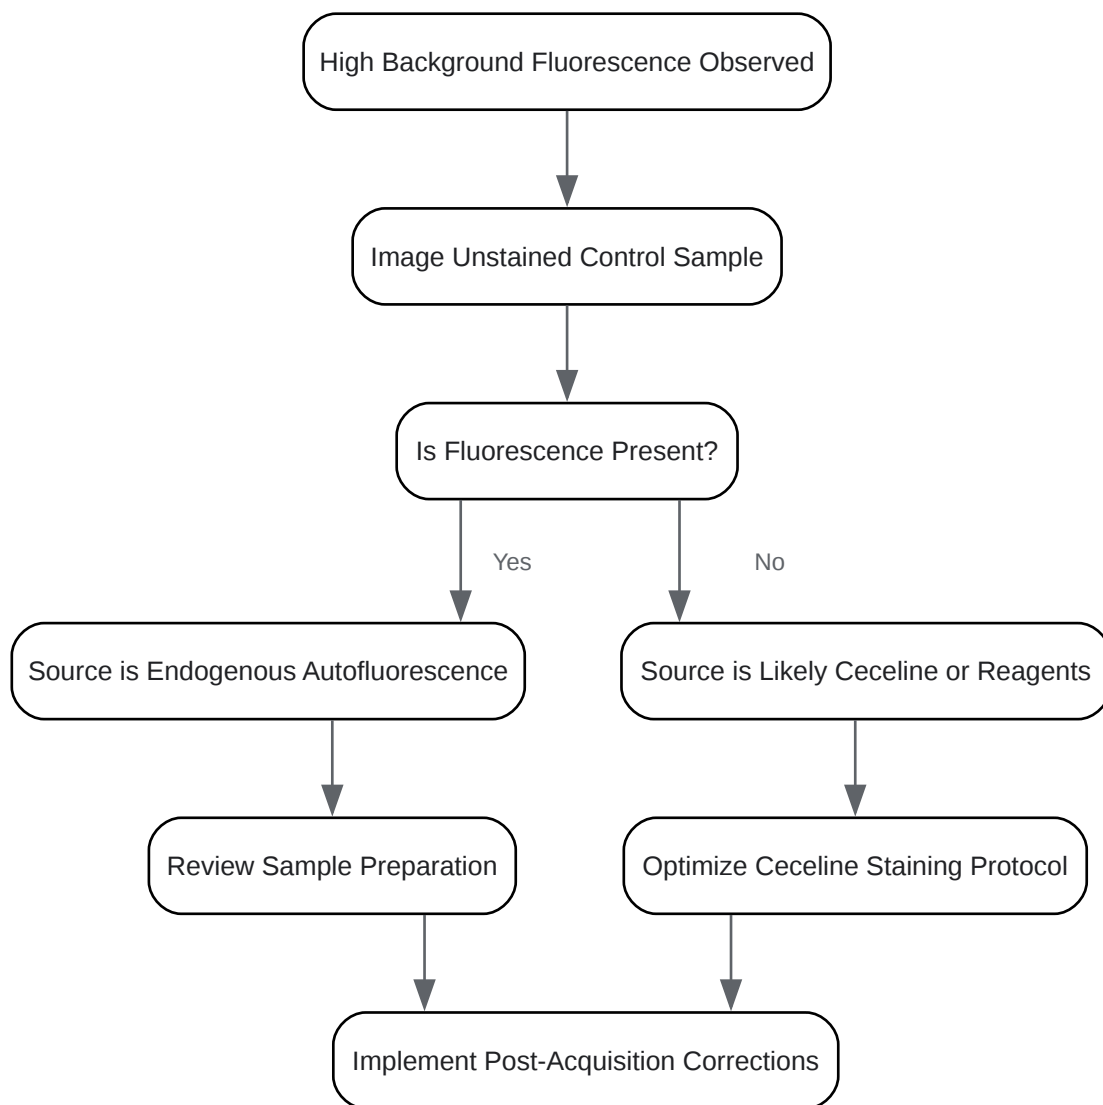 High Background Fluorescence Observed
Image Unstained Control Sample
Is Fluorescence Present?
Yes
No
Source is Endogenous Autofluorescence
Source is Likely Ceceline or Reagents
Review Sample Preparation
Optimize Ceceline Staining Protocol
Implement Post-Acquisition Corrections